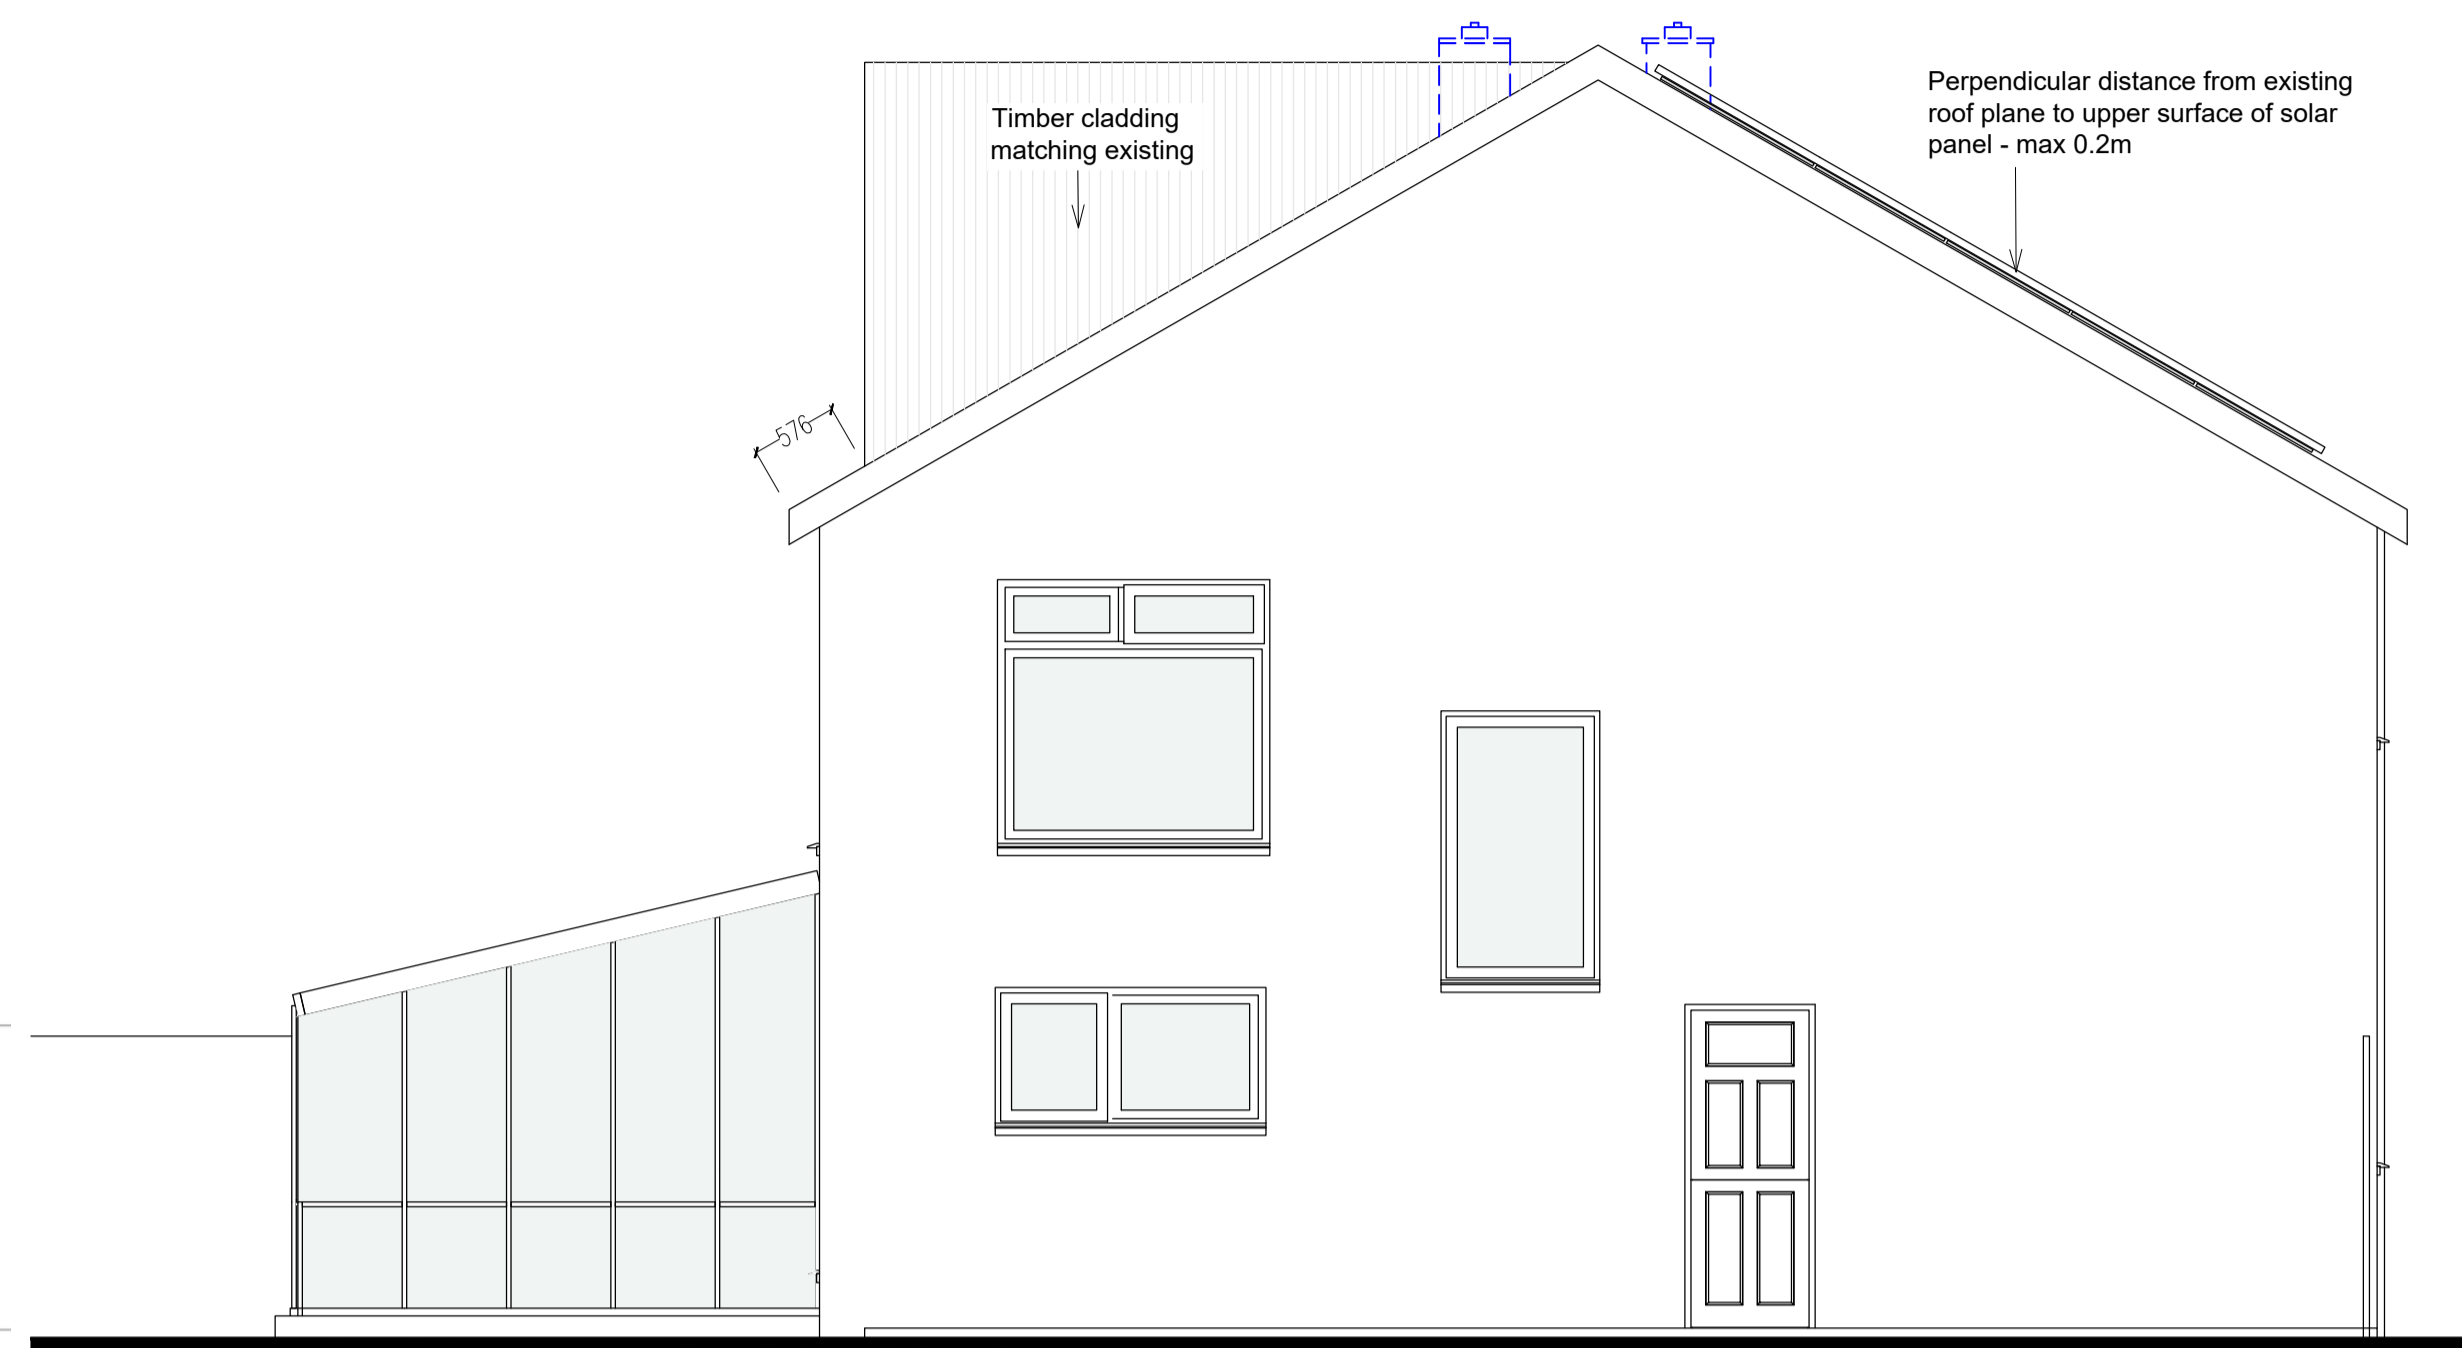 Timber cladding
matching existing
Perpendicular distance from existing
roof plane to upper surface of solar
panel - max 0.2m
576